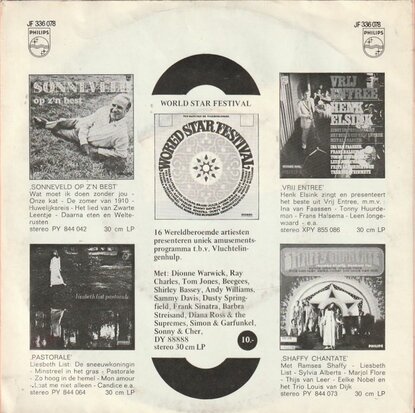 JF 336 078
PHILIPS
JF 336 078
PHILIPS
SONNEVELD
op z'n best
‚SONNEVELD OP Z'N BEST'
Wat moet ik doen zonder jou -
Onze kat - De zomer van 1910 -
Huwelijksreis - Het lied van Zwarte
Leentje - Daarna eten en Welte-
rusten
stereo PY 844 042 30 cm LP
WORLD STAR FESTIVAL
WORLD STAR FESTIVAL
16 Wereldberoemde artiesten
presenteren uniek amusements-
programma t.b.v. Vluchtelin-
genhulp.
Met: Dionne Warwick, Ray
Charles, Tom Jones, Beegees,
Shirley Bassey, Andy Williams,
Sammy Davis, Dusty Spring-
field, Frank Sinatra, Barbra
Streisand, Diana Ross & the
Supremes, Simon & Garfunkel,
Sonny & Cher,
DY 88888
stereo 30 cm LP
10.-
VRIJ
ENTREE
HENK
ELSINK
‚VRIJ ENTREE'
Henk Elsink zingt en presenteert
het beste uit Vrij Entree, m.m.v.
Ina van Faassen - Tonny Huurde-
man - Frans Halsema - Leen Jonge-
waard - e.a.
stereo XPY 855 086 30 cm LP
liesbeth list pastorale
‚PASTORALE'
Liesbeth List: De sneeuwkoningin
- Minstreel in het gras - Pastorale
- Zo hoog in de hemel - Mon amour
- Laat me niet alleen - Candice e.a.
stereo PY 844 064 30 cm LP
‚SHAFFY CHANTATE'
Met Ramses Shaffy - Liesbeth
List - Sylvia Alberts - Marjol Flore
- Thijs van Leer - Eelke Nobel en
het Trio Louis van Dijk
stereo PY 844 073 30 cm LP